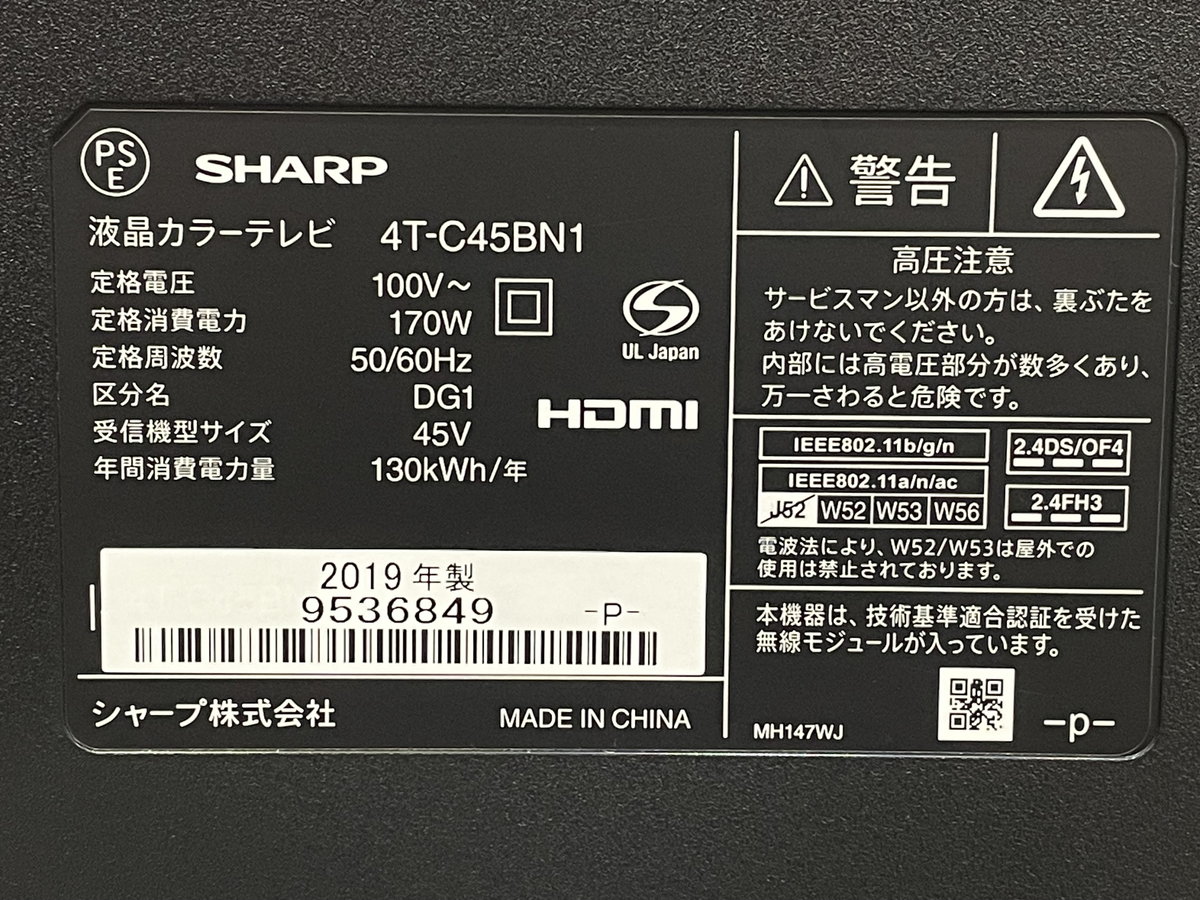 PSE
SHARP
液晶カラーテレビ 4T-C45BN1
定格電圧 100V～
定格消費電力 170W
定格周波数 50/60Hz
区分名 DG1
受信機型サイズ 45V
年間消費電力量 130kWh/年
UL Japan
HDMI
2019年製
9536849 -P-
シャープ株式会社 MADE IN CHINA
警告
高圧注意
サービスマン以外の方は、裏ぶたを
あけないでください。
内部には高電圧部分が数多くあり、
万一さわると危険です。
IEEE802.11b/g/n
IEEE802.11a/n/ac
J52 W52 W53 W56
2.4DS/OF4
2.4FH3
電波法により、W52/W53は屋外での
使用は禁止されております。
本機器は、技術基準適合認証を受けた
無線モジュールが入っています。
MH147WJ -p-